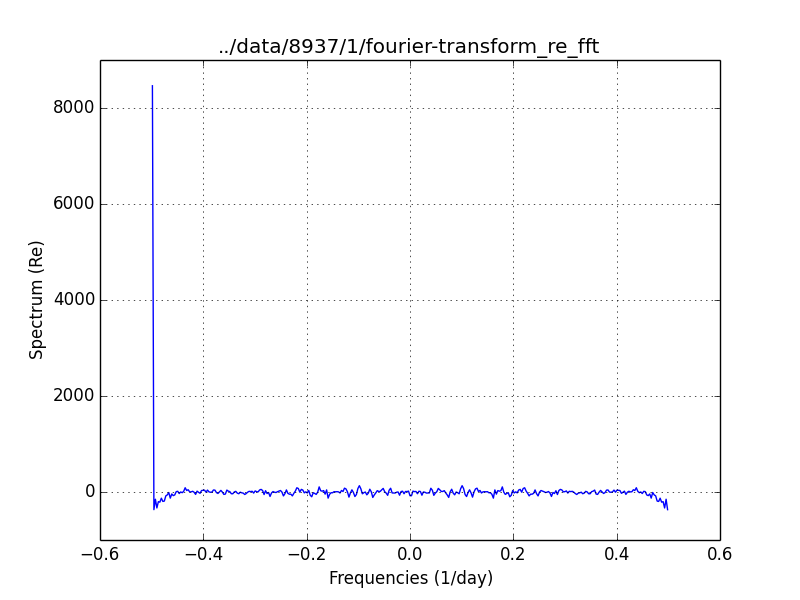 ../data/8937/1/fourier-transform_re_fft
8000
6000
4000
2000
0
Spectrum (Re)
−0.6 −0.4 −0.2 0.0 0.2 0.4 0.6
Frequencies (1/day)